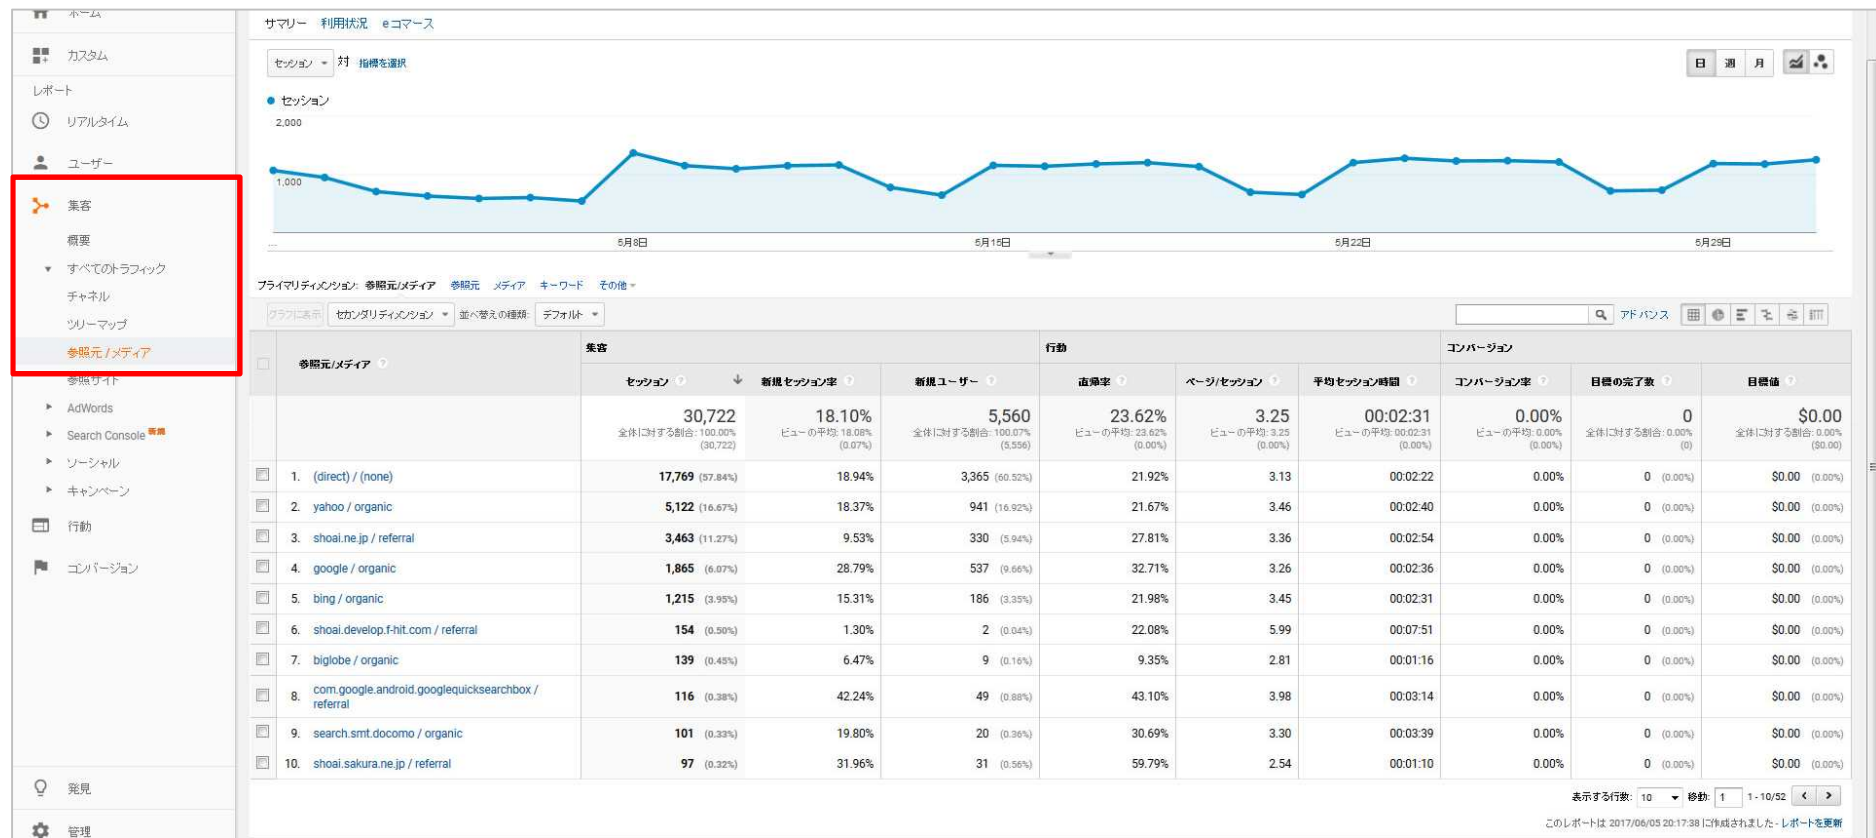 ホーム
カスタム
レポート
リアルタイム
ユーザー
集客
概要
すべてのトラフィック
チャネル
ツリーマップ
参照元 / メディア
参照サイト
AdWords
Search Console 新規
ソーシャル
キャンペーン
行動
コンバージョン
発見
管理
サマリー 利用状況 eコマース
セッション 対 指標を選択
日 週 月
セッション
2,000
1,000
... 5月8日 5月15日 5月22日 5月29日
プライマリ ディメンション: 参照元/メディア 参照元 メディア キーワード その他
グラフに表示 セカンダリ ディメンション 並べ替えの種類: デフォルト アドバンス
参照元/メディア ? 集客 行動 コンバージョン
セッション ? 新規セッション率 ? 新規ユーザー ? 直帰率 ? ページ/セッション ? 平均セッション時間 ? コンバージョン率 ? 目標の完了数 ? 目標値 ?
30,722 18.10% 5,560 23.62% 3.25 00:02:31 0.00% 0 $0.00
全体に対する割合: 100.00% ビューの平均: 18.08% 全体に対する割合: 100.07% ビューの平均: 23.62% ビューの平均: 3.25 ビューの平均: 00:02:31 ビューの平均: 0.00% 全体に対する割合: 0.00% 全体に対する割合: 0.00%
(30,722) (0.07%) (5,556) (0.00%) (0.00%) (0.00%) (0.00%) (0) ($0.00)
1. (direct) / (none) 17,769 (57.84%) 18.94% 3,365 (60.52%) 21.92% 3.13 00:02:22 0.00% 0 (0.00%) $0.00 (0.00%)
2. yahoo / organic 5,122 (16.67%) 18.37% 941 (16.92%) 21.67% 3.46 00:02:40 0.00% 0 (0.00%) $0.00 (0.00%)
3. shoai.ne.jp / referral 3,463 (11.27%) 9.53% 330 (5.94%) 27.81% 3.36 00:02:54 0.00% 0 (0.00%) $0.00 (0.00%)
4. google / organic 1,865 (6.07%) 28.79% 537 (9.66%) 32.71% 3.26 00:02:36 0.00% 0 (0.00%) $0.00 (0.00%)
5. bing / organic 1,215 (3.95%) 15.31% 186 (3.35%) 21.98% 3.45 00:02:31 0.00% 0 (0.00%) $0.00 (0.00%)
6. shoai.develop.f-hit.com / referral 154 (0.50%) 1.30% 2 (0.04%) 22.08% 5.99 00:07:51 0.00% 0 (0.00%) $0.00 (0.00%)
7. biglobe / organic 139 (0.45%) 6.47% 9 (0.16%) 9.35% 2.81 00:01:16 0.00% 0 (0.00%) $0.00 (0.00%)
8. com.google.android.googlequicksearchbox /
referral 116 (0.38%) 42.24% 49 (0.88%) 43.10% 3.98 00:03:14 0.00% 0 (0.00%) $0.00 (0.00%)
9. search.smt.docomo / organic 101 (0.33%) 19.80% 20 (0.36%) 30.69% 3.30 00:03:39 0.00% 0 (0.00%) $0.00 (0.00%)
10. shoai.sakura.ne.jp / referral 97 (0.32%) 31.96% 31 (0.56%) 59.79% 2.54 00:01:10 0.00% 0 (0.00%) $0.00 (0.00%)
表示する行数: 10 移動: 1 1 - 10/52
このレポートは 2017/06/05 20:17:38 に作成されました - レポートを更新